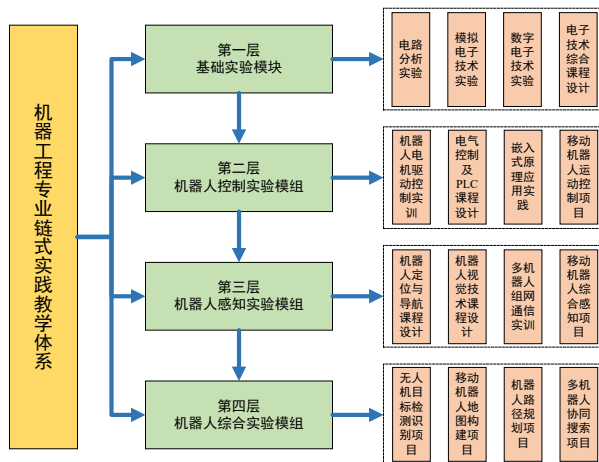 机器工程专业链式实践教学体系
第一层
基础实验模块
电路
分析
实验
模拟
电子
技术
实验
数字
电子
技术
实验
电子
技术
综合
课程
设计
第二层
机器人控制实验模组
机器
人电
机驱
动控
制实
训
电气
控制
及
PLC
课程
设计
嵌入
式原
理应
用实
践
移动
机器
人运
动控
制项
目
第三层
机器人感知实验模组
机器
人定
位与
导航
课程
设计
机器
人视
觉技
术课
程设
计
多机
器人
组网
通信
实训
移动
机器
人综
合感
知项
目
第四层
机器人综合实验模组
无人
机目
标检
测识
别项
目
移动
机器
人地
图构
建项
目
机器
人路
径规
划项
目
多机
器人
协同
搜索
项目